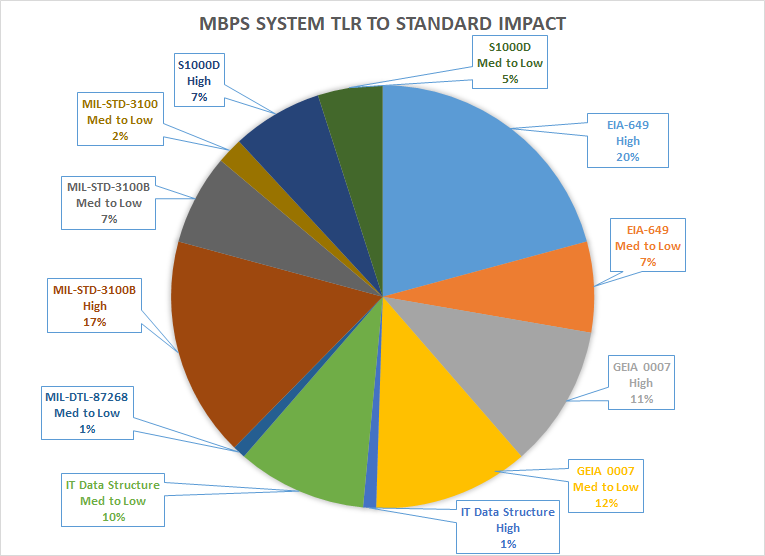 MBPS SYSTEM TLR TO STANDARD IMPACT
S1000D
Med to Low
5%
EIA-649
High
20%
EIA-649
Med to Low
7%
GEIA 0007
High
11%
GEIA 0007
Med to Low
12%
IT Data Structure
High
1%
IT Data Structure
Med to Low
10%
MIL-DTL-87268
Med to Low
1%
MIL-STD-3100B
High
17%
MIL-STD-3100B
Med to Low
7%
MIL-STD-3100
Med to Low
2%
S1000D
High
7%